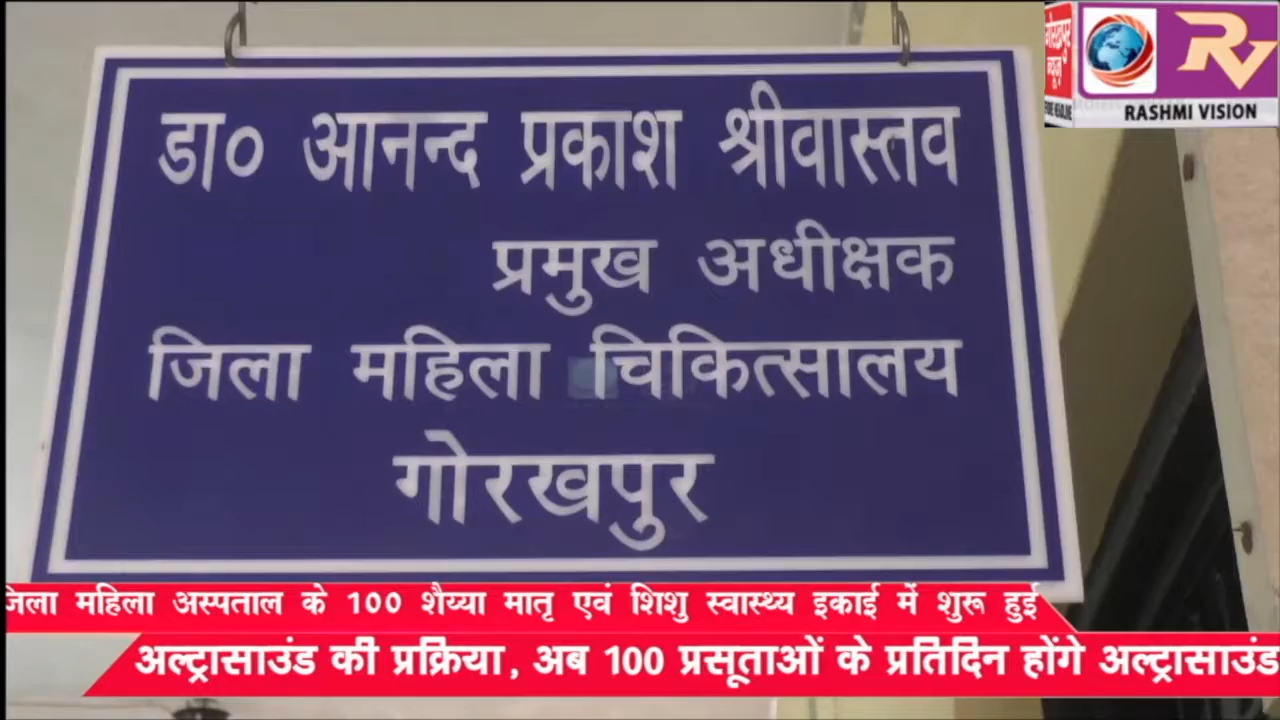 डा० आनन्द प्रकाश श्रीवास्तव
प्रमुख अधीक्षक
जिला महिला चिकित्सालय
गोरखपुर
RASHMI VISION
जिला महिला अस्पताल के 100 शैय्या मातृ एवं शिशु स्वास्थ्य इकाई में शुरू हुई
अल्ट्रासाउंड की प्रक्रिया, अब 100 प्रसूताओं के प्रतिदिन होंगे अल्ट्रासाउंड